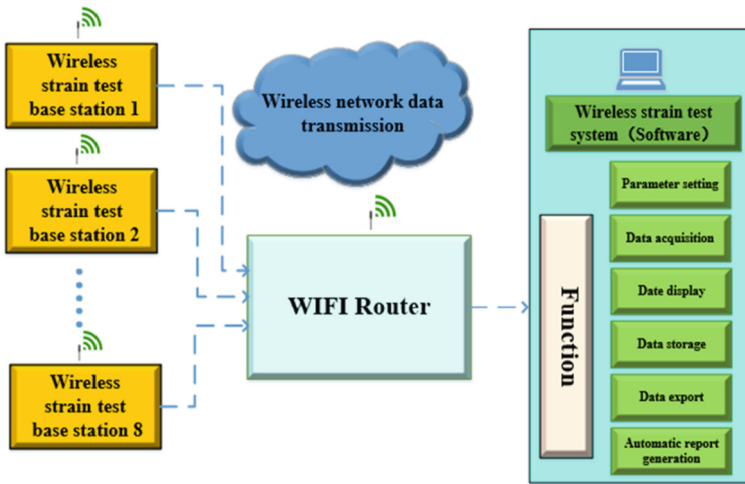 Wireless
strain test
base station 1
Wireless
strain test
base station 2
Wireless
strain test
base station 8
Wireless network data
transmission
WIFI Router
Wireless strain test
system（Software）
Function
Parameter setting
Data acquisition
Date display
Data storage
Data export
Automatic report
generation